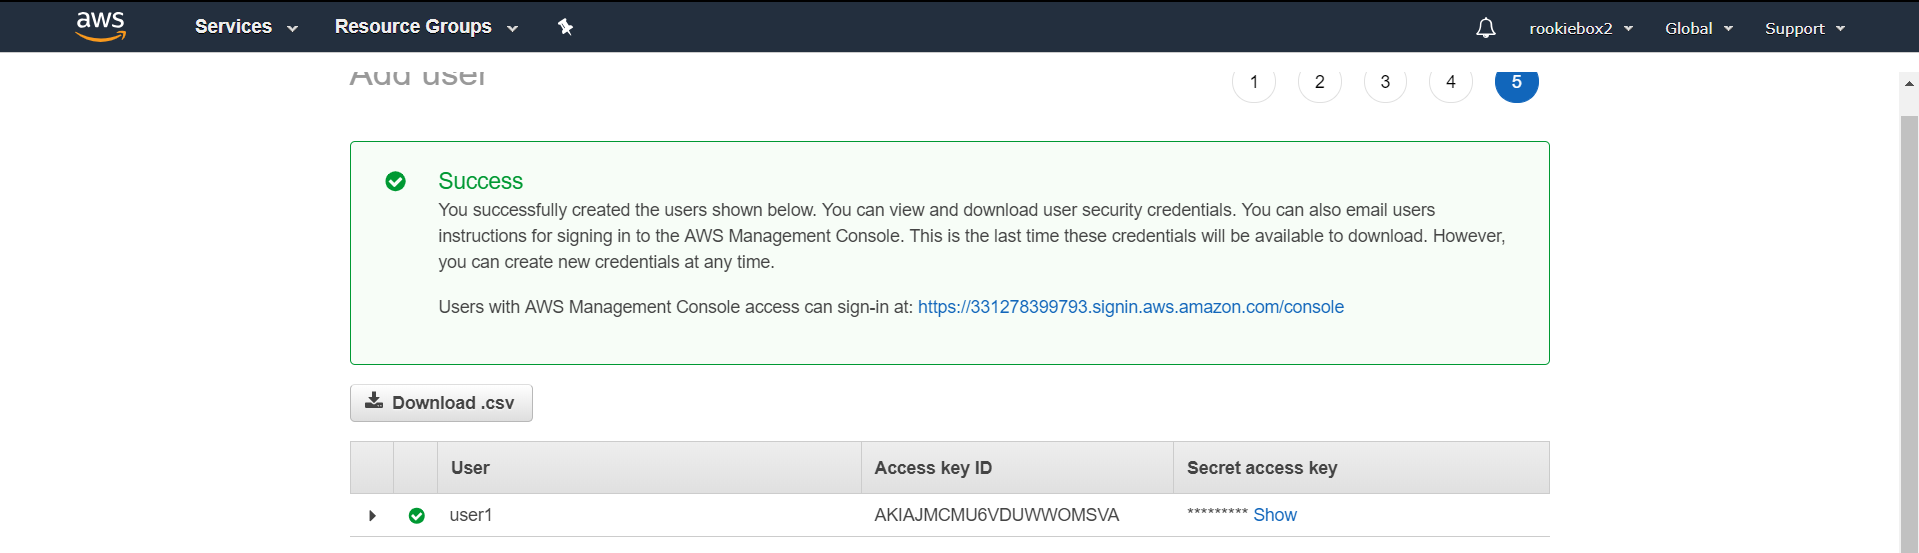 aws Services Resource Groups rookiebox2 Global Support
Add user 1 2 3 4 5
Success
You successfully created the users shown below. You can view and download user security credentials. You can also email users
instructions for signing in to the AWS Management Console. This is the last time these credentials will be available to download. However,
you can create new credentials at any time.
Users with AWS Management Console access can sign-in at: https://331278399793.signin.aws.amazon.com/console
Download .csv
User Access key ID Secret access key
user1 AKIAJMCMU6VDUWWOMSVA ********* Show